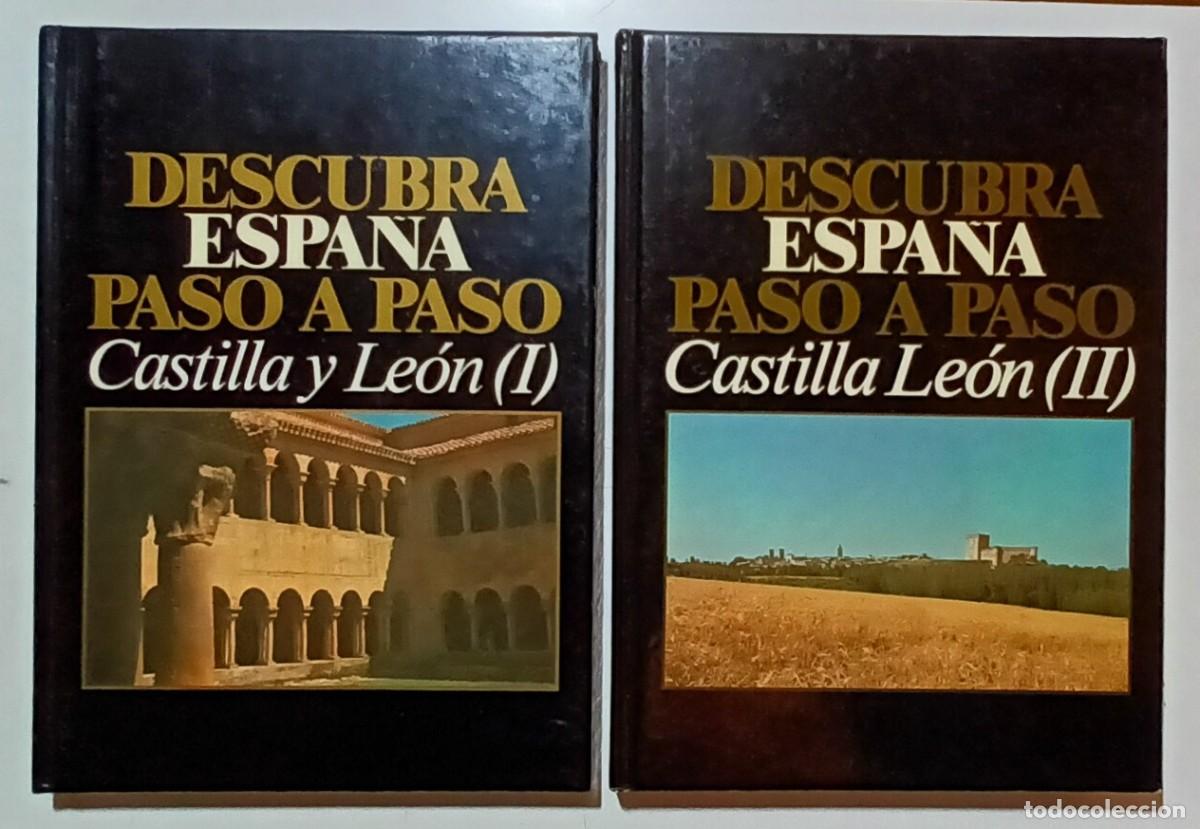 DESCUBRA
ESPAÑA
PASO A PASO
Castilla y León (I)
DESCUBRA
ESPAÑA
PASO A PASO
Castilla León (II)
todocoleccion